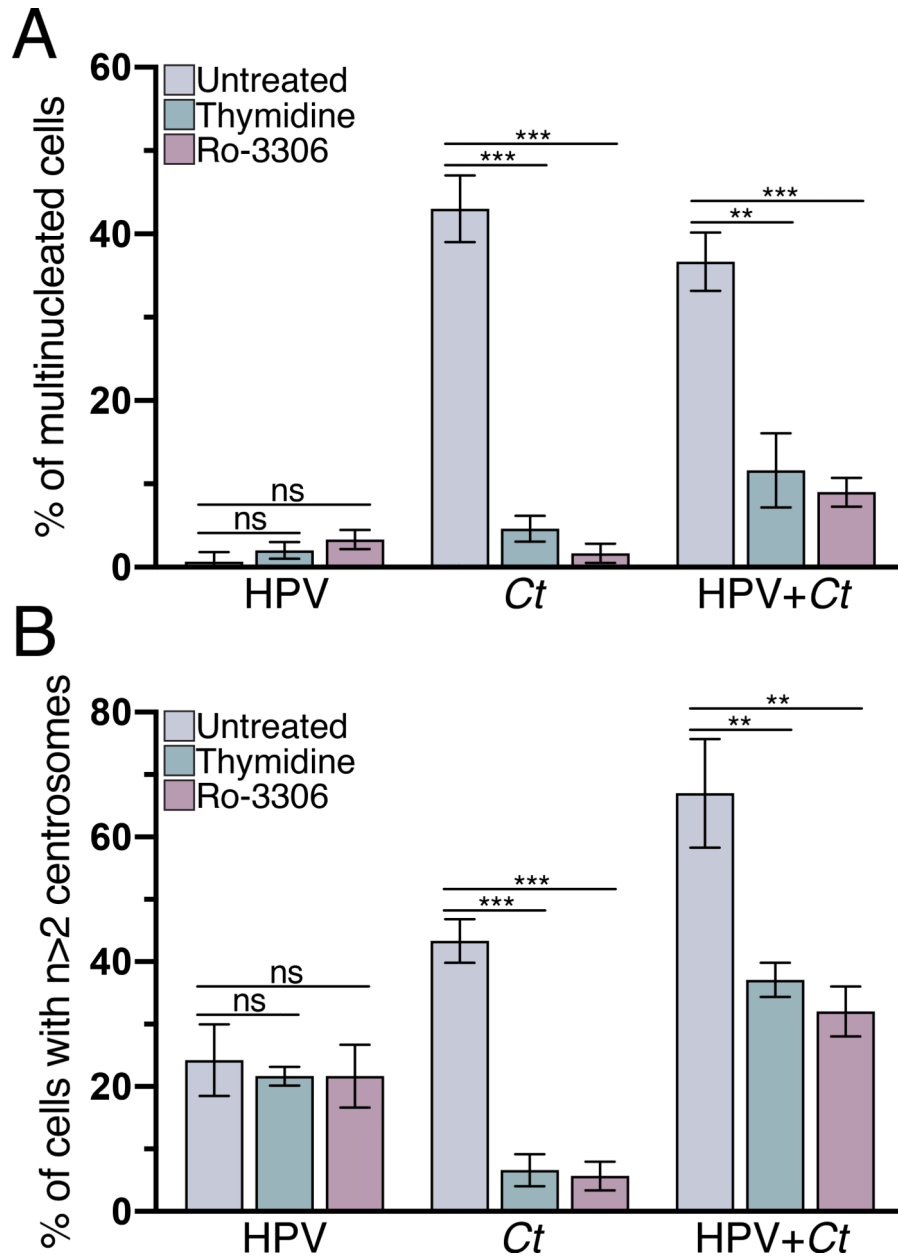 A
% of multinucleated cells
60
40
20
0
Untreated
Thymidine
Ro-3306
ns
ns
***
***
***
**
HPV
Ct
HPV+Ct
B
% of cells with n>2 centrosomes
80
60
40
20
0
Untreated
Thymidine
Ro-3306
ns
ns
***
***
**
**
HPV
Ct
HPV+Ct